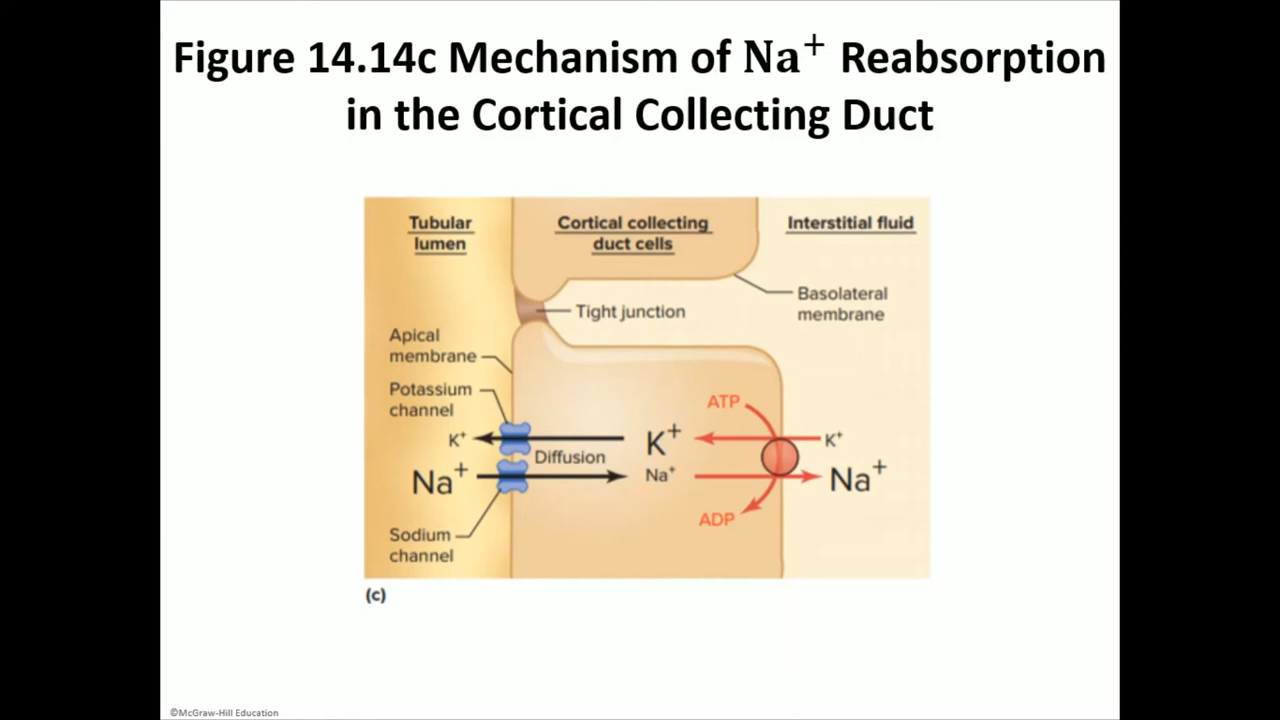 Figure 14.14c Mechanism of Na⁺ Reabsorption
in the Cortical Collecting Duct
Tubular
lumen
Cortical collecting
duct cells
Interstitial fluid
Basolateral
membrane
Tight junction
Apical
membrane
Potassium
channel
ATP
K⁺
K⁺
K⁺
Diffusion
Na⁺
Na⁺
Na⁺
ADP
Sodium
channel
(c)
©McGraw-Hill Education